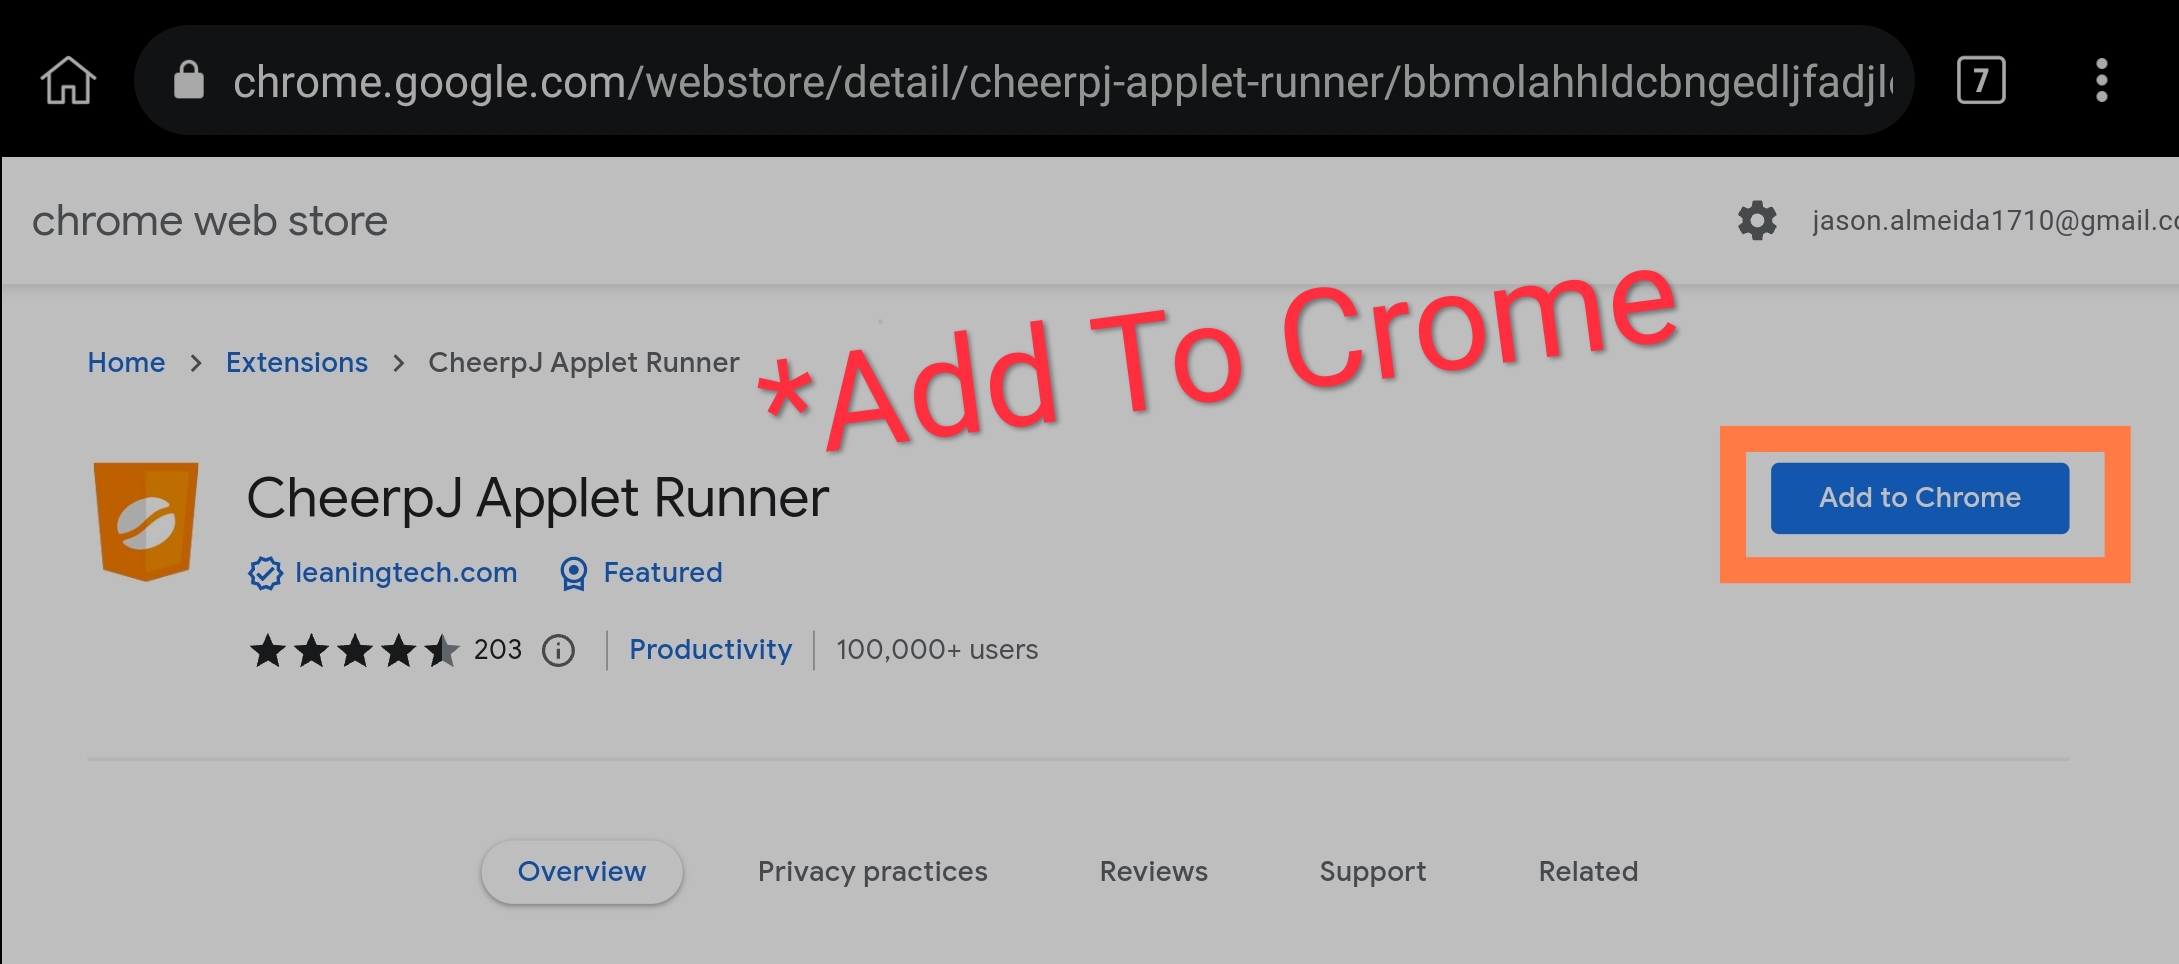 chrome.google.com/webstore/detail/cheerpj-applet-runner/bbmolahhldcbngedljfadjl
7
chrome web store
jason.almeida1710@gmail.c
*Add To Crome
Home > Extensions > CheerpJ Applet Runner
CheerpJ Applet Runner
Add to Chrome
leaningtech.com
Featured
203
Productivity
100,000+ users
Overview
Privacy practices
Reviews
Support
Related